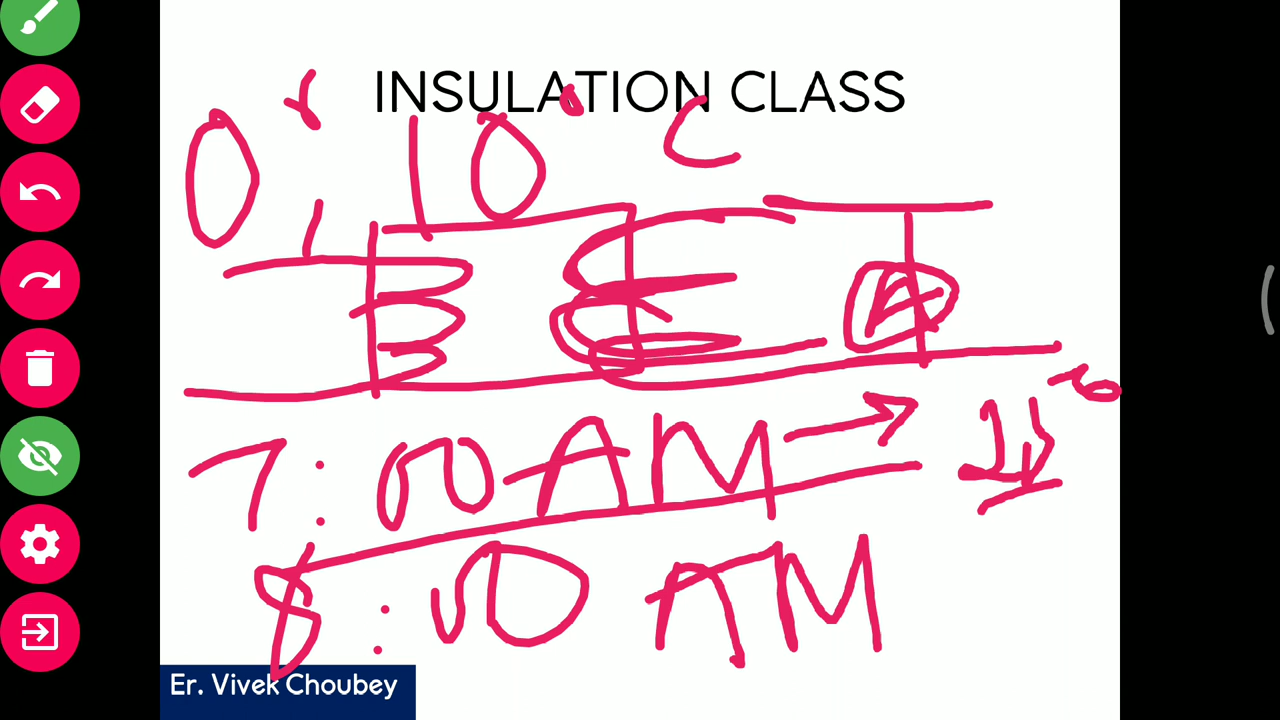 INSULATION CLASS
0°, 10° C
A
7:00 AM →
8:00 AM
Er. Vivek Choubey